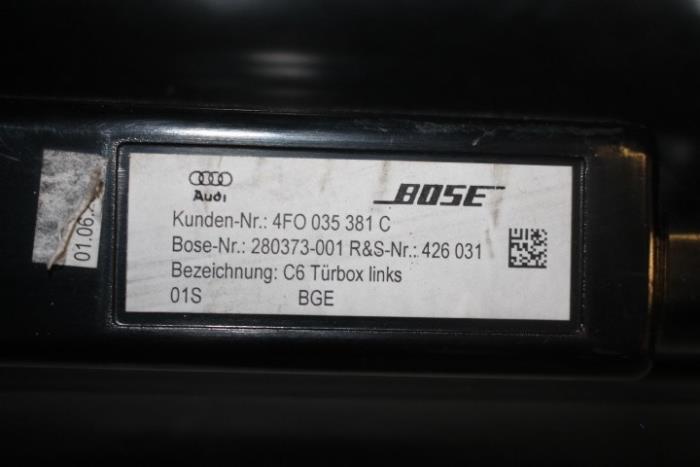 Audi
BOSE
Kunden-Nr.: 4FO 035 381 C
Bose-Nr.: 280373-001 R&S-Nr.: 426 031
Bezeichnung: C6 Türbox links
01S BGE
01.06.